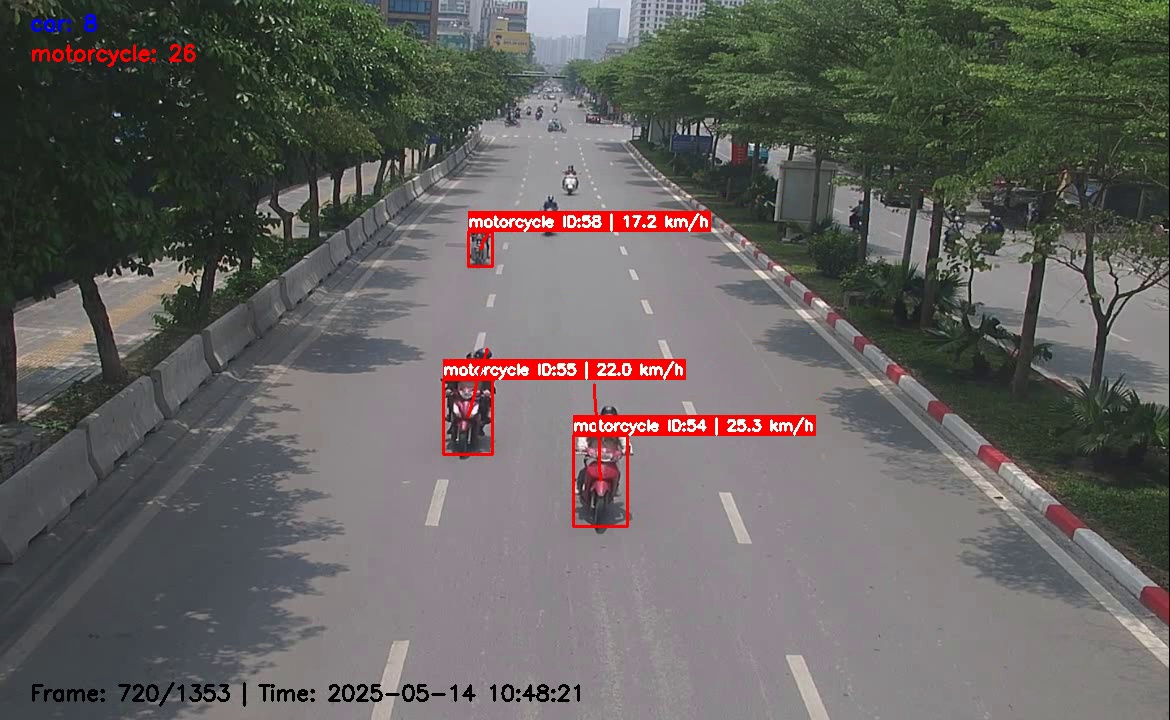 car: 8
motorcycle: 26
motorcycle ID:58 | 17.2 km/h
motorcycle ID:55 | 22.0 km/h
motorcycle ID:54 | 25.3 km/h
Frame: 720/1353 | Time: 2025-05-14 10:48:21